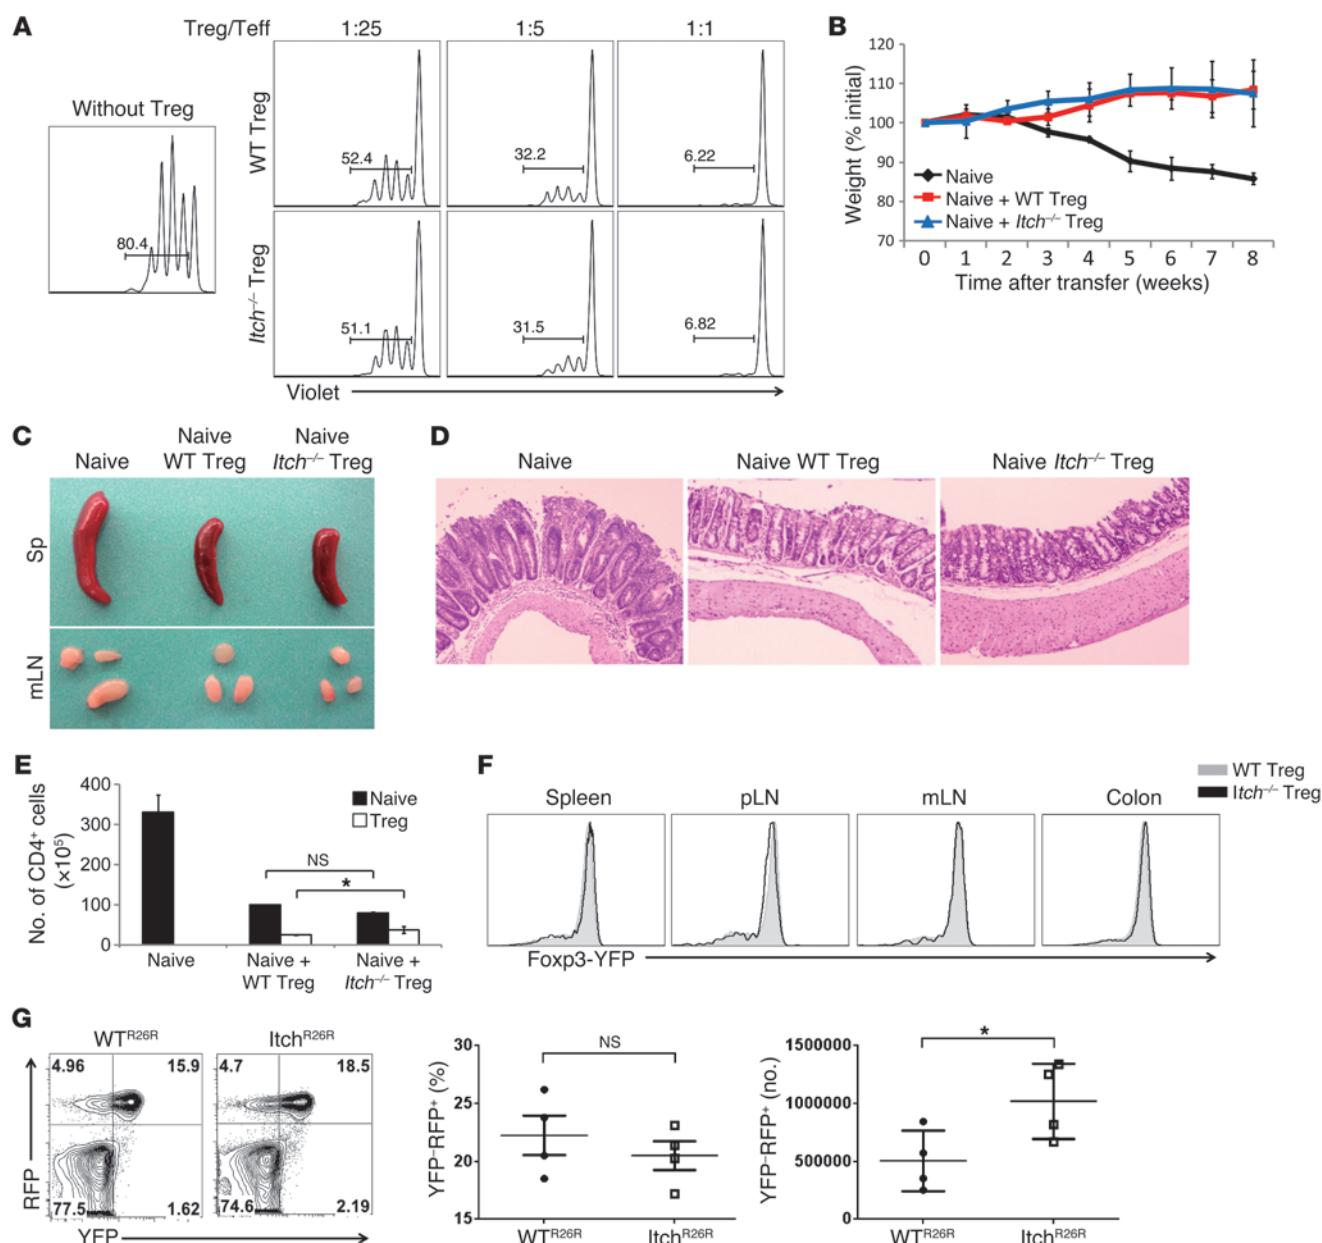 A
Treg/Teff 1:25 1:5 1:1
Without Treg
80.4
WT Treg
52.4 32.2 6.22
Itch–/– Treg
51.1 31.5 6.82
Violet
B
120
110
100
90
80
70
Weight (% initial)
Naive
Naive + WT Treg
Naive + Itch–/– Treg
0 1 2 3 4 5 6 7 8
Time after transfer (weeks)
C
Naive Naive WT Treg Naive Itch–/– Treg
Sp
mLN
D
Naive Naive WT Treg Naive Itch–/– Treg
E
No. of CD4+ cells (×10⁵)
400
300
200
100
0
Naive
Treg
NS
*
Naive Naive + WT Treg Naive + Itch–/– Treg
F
WT Treg
Itch–/– Treg
Spleen pLN mLN Colon
Foxp3-YFP
G
WTR26R ItchR26R
4.96 15.9 4.7 18.5
77.5 1.62 74.6 2.19
RFP
YFP
YFP–RFP+ (%)
30
25
20
15
NS
WTR26R ItchR26R
YFP–RFP+ (no.)
1500000
1000000
500000
0
*
WTR26R ItchR26R